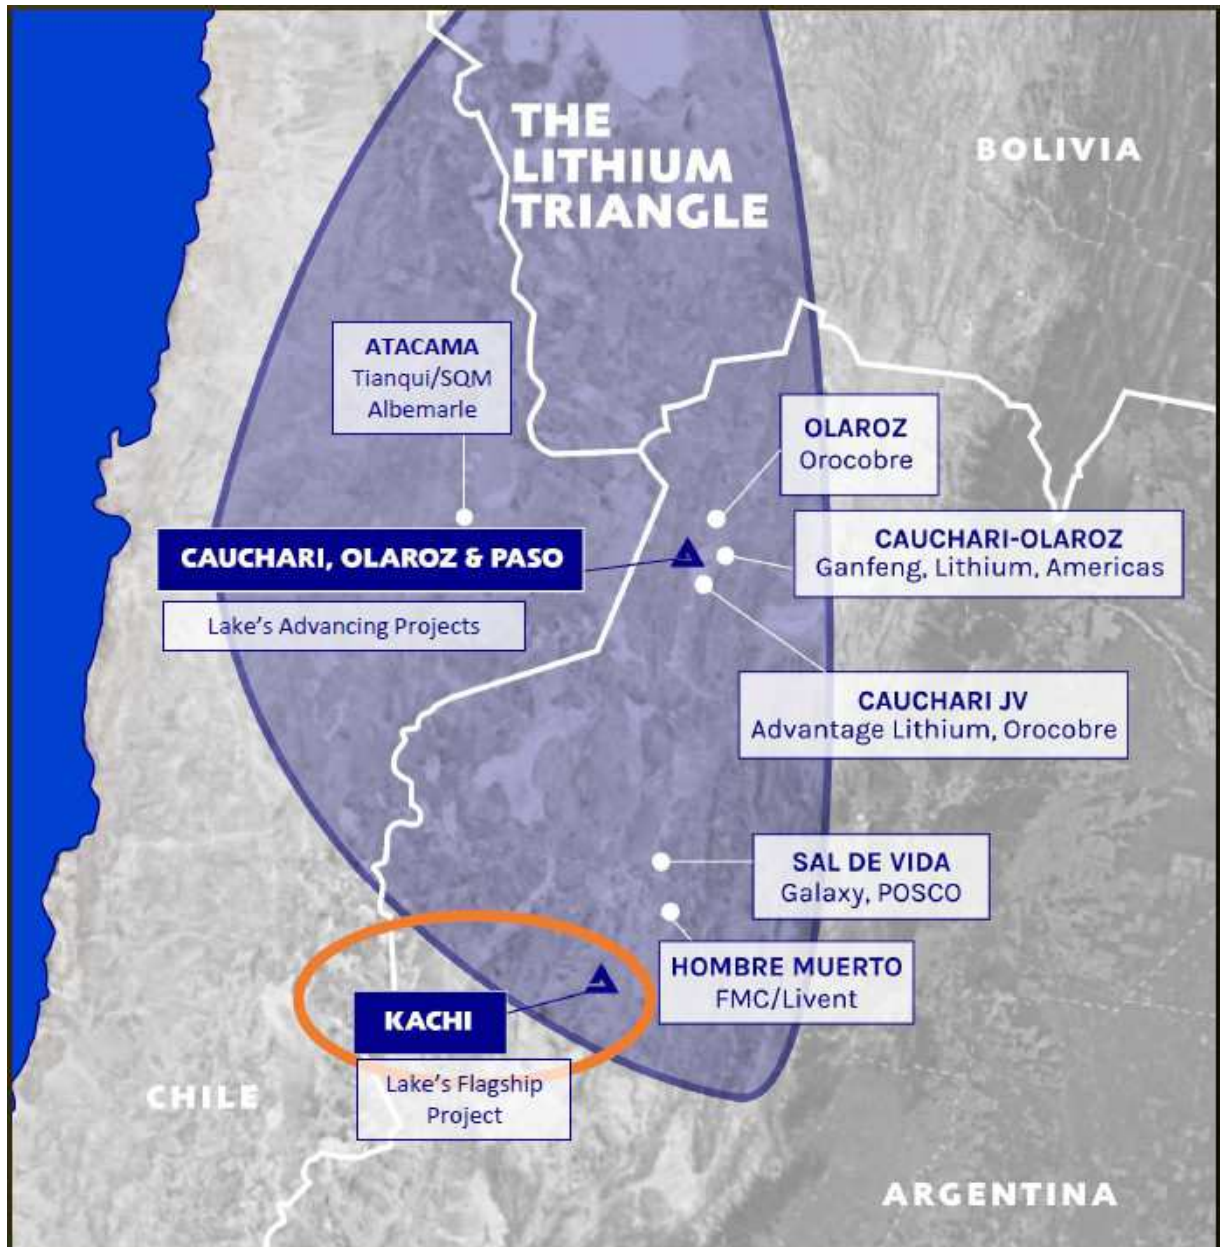 THE
LITHIUM
TRIANGLE
BOLIVIA
ATACAMA
Tianqui/SQM
Albemarle
OLAROZ
Orocobre
CAUCHARI-OLAROZ
Ganfeng, Lithium, Americas
CAUCHARI, OLAROZ & PASO
Lake's Advancing Projects
CAUCHARI JV
Advantage Lithium, Orocobre
SAL DE VIDA
Galaxy, POSCO
HOMBRE MUERTO
FMC/Livent
KACHI
Lake's Flagship
Project
CHILE
ARGENTINA